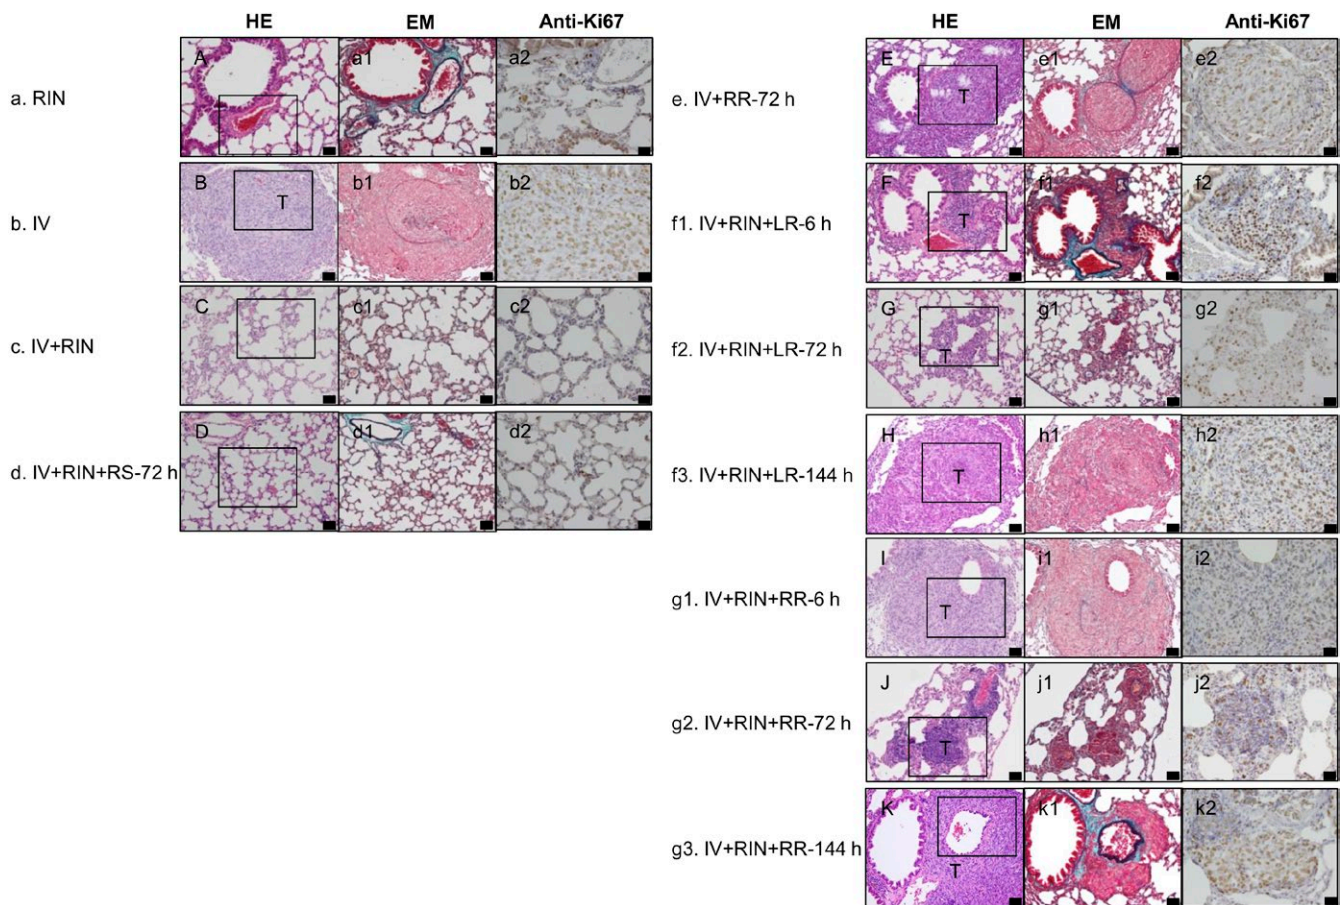 HE EM Anti-Ki67
a. RIN A a1 a2
b. IV B T b1 b2
c. IV+RIN C c1 c2
d. IV+RIN+RS-72 h D d1 d2
HE EM Anti-Ki67
e. IV+RR-72 h E T e1 e2
f1. IV+RIN+LR-6 h F T f1 f2
f2. IV+RIN+LR-72 h G T g1 g2
f3. IV+RIN+LR-144 h H T h1 h2
g1. IV+RIN+RR-6 h I T i1 i2
g2. IV+RIN+RR-72 h J T j1 j2
g3. IV+RIN+RR-144 h K T k1 k2